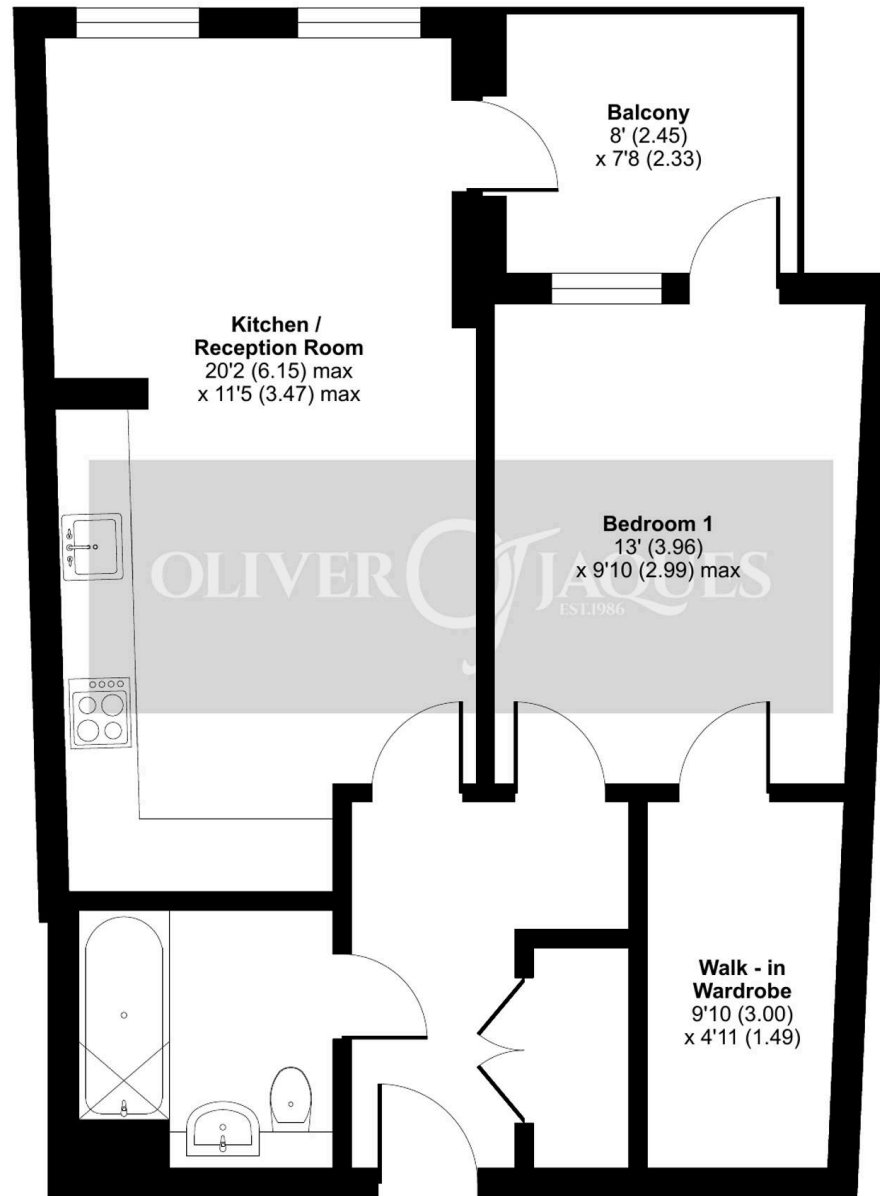 Balcony
8' (2.45)
x 7'8 (2.33)
Kitchen /
Reception Room
20'2 (6.15) max
x 11'5 (3.47) max
Bedroom 1
13' (3.96)
x 9'10 (2.99) max
OLIVER OJ JAQUES
EST.1986
Walk - in
Wardrobe
9'10 (3.00)
x 4'11 (1.49)